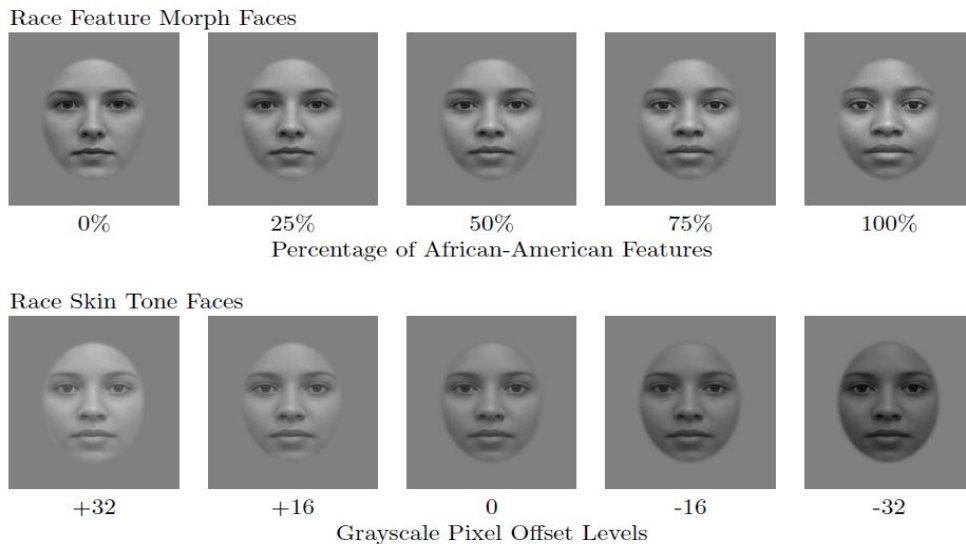 Race Feature Morph Faces
0% 25% 50% 75% 100%
Percentage of African-American Features
Race Skin Tone Faces
+32 +16 0 -16 -32
Grayscale Pixel Offset Levels